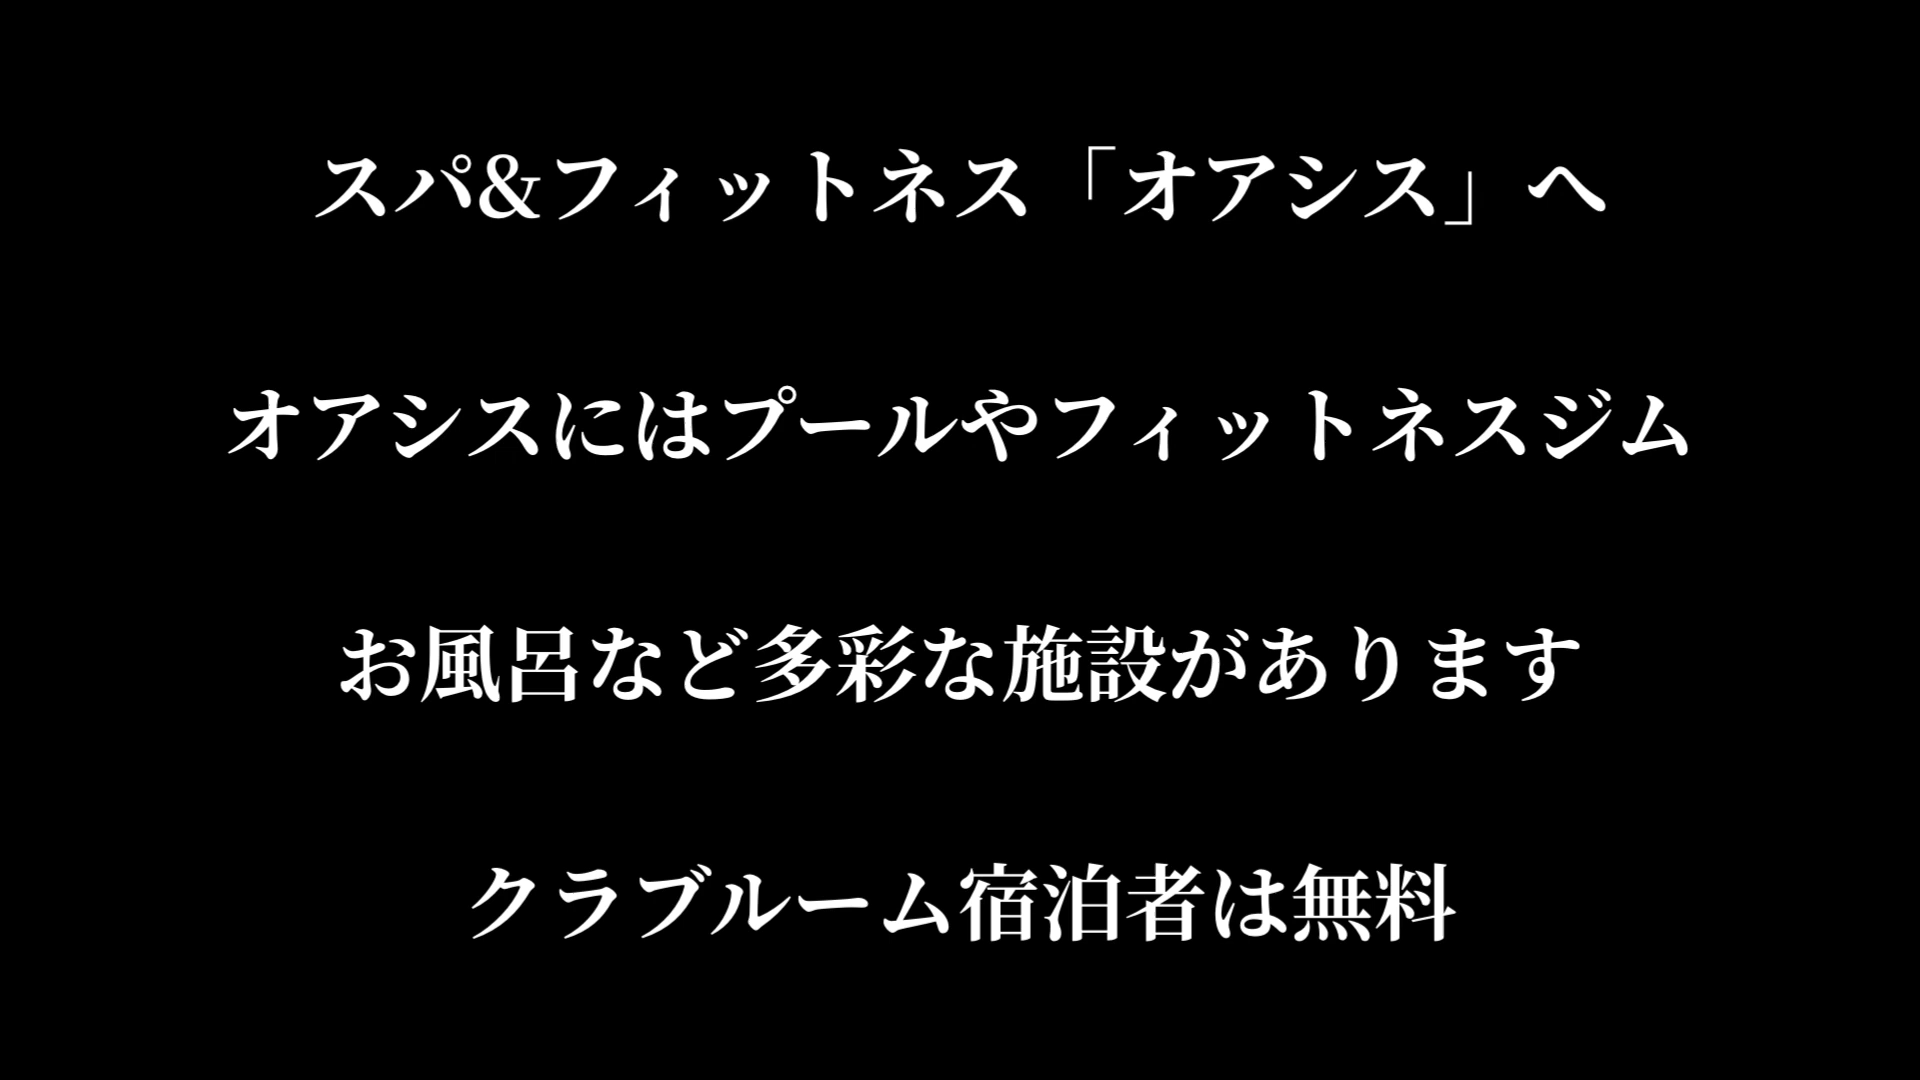 スパ&フィットネス「オアシス」へ
オアシスにはプールやフィットネスジム
お風呂など多彩な施設があります
クラブルーム宿泊者は無料